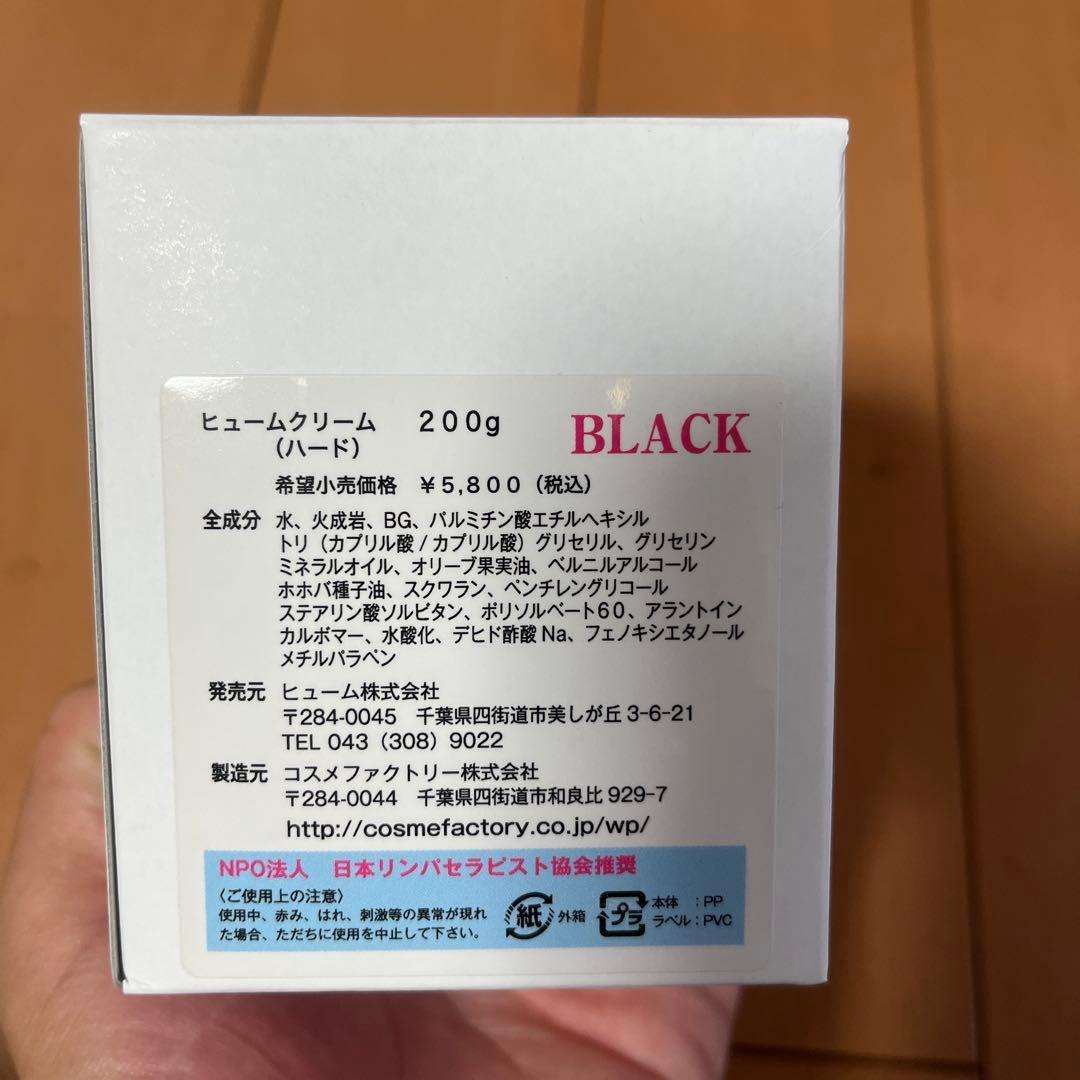 ヒュームクリーム 200g BLACK
(ハード)
希望小売価格 ¥5,800(税込)
全成分 水、火成岩、BG、パルミチン酸エチルヘキシル
トリ(カプリル酸/カプリル酸)グリセリル、グリセリン
ミネラルオイル、オリーブ果実油、ベルニルアルコール
ホホバ種子油、スクワラン、ペンチレングリコール
ステアリン酸ソルビタン、ポリソルベート60、アラントイン
カルボマー、水酸化、デヒド酢酸Na、フェノキシエタノール
メチルパラペン
発売元 ヒューム株式会社
〒284-0045 千葉県四街道市美しが丘3-6-21
TEL 043(308)9022
製造元 コスメファクトリー株式会社
〒284-0044 千葉県四街道市和良比929-7
http://cosmefactory.co.jp/wp/
NPO法人 日本リンパセラピスト協会推奨
〈ご使用上の注意〉
使用中、赤み、はれ、刺激等の異常が現れ
た場合、ただちに使用を中止して下さい。
紙 外箱
プラ 本体 :PP
ラベル:PVC